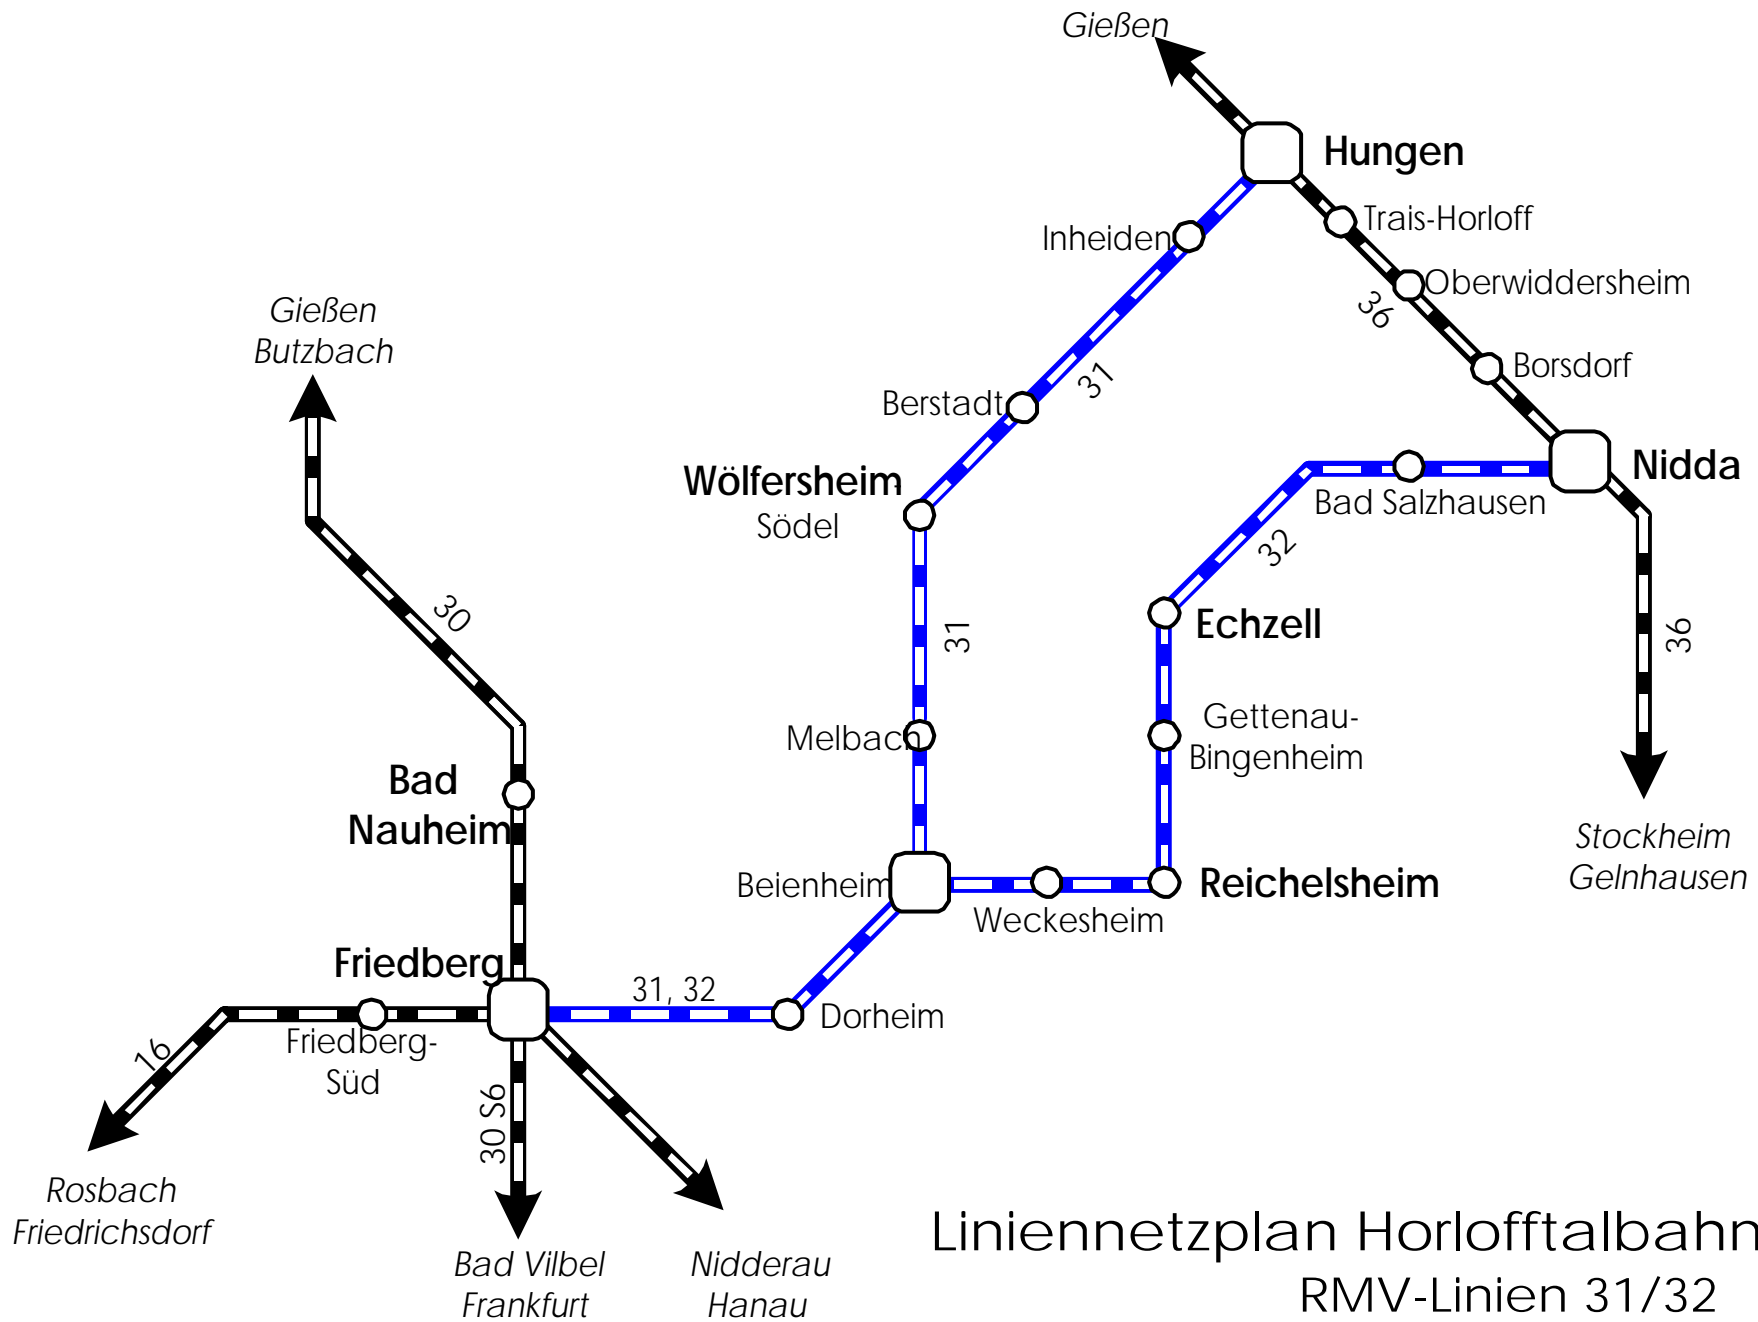 Gießen
Hungen
Trais-Horloff
Inheiden
Oberwiddersheim
36
Gießen
Butzbach
Borsdorf
31
Berstadt
Nidda
Wölfersheim
Södel
Bad Salzhausen
32
30
Echzell
31
36
Gettenau-
Bingenheim
Melbach
Bad
Nauheim
Stockheim
Gelnhausen
Beienheim
Reichelsheim
Weckesheim
Friedberg
31, 32
Dorheim
Friedberg-
Süd
16
30 S6
Rosbach
Friedrichsdorf
Bad Vilbel
Frankfurt
Nidderau
Hanau
Liniennetzplan Horlofftalbahn
RMV-Linien 31/32